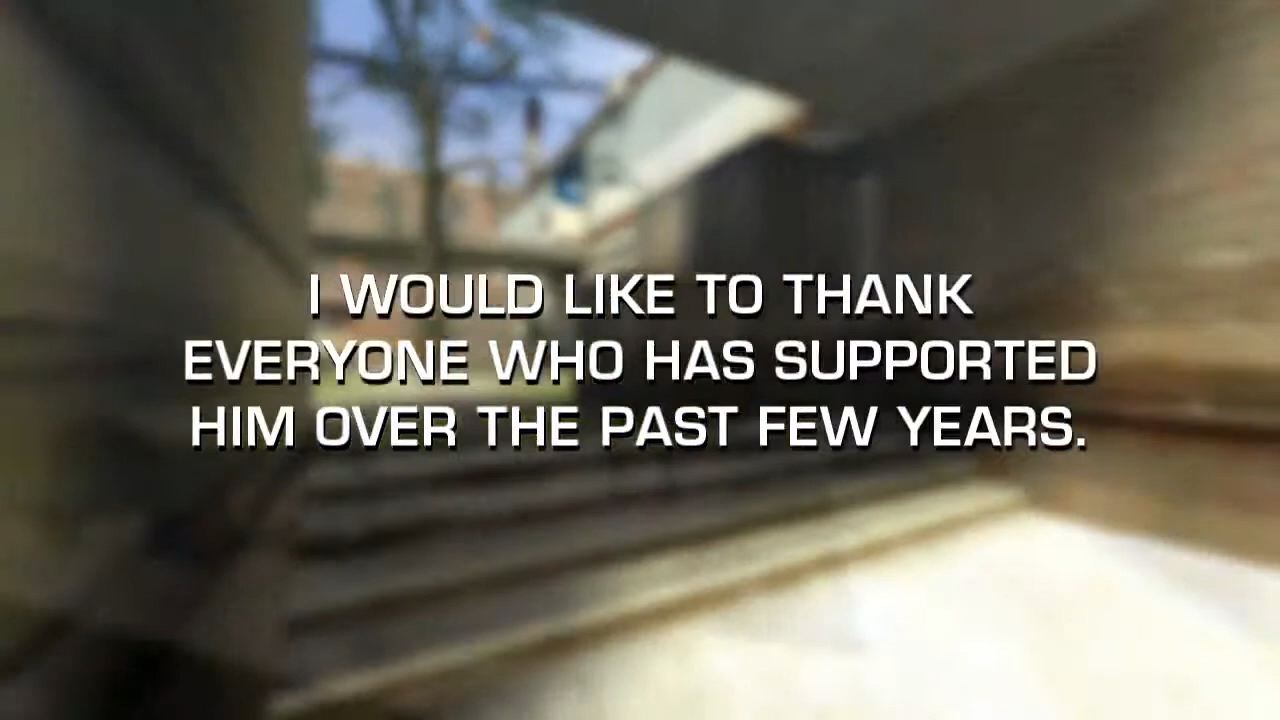 I WOULD LIKE TO THANK
EVERYONE WHO HAS SUPPORTED
HIM OVER THE PAST FEW YEARS.